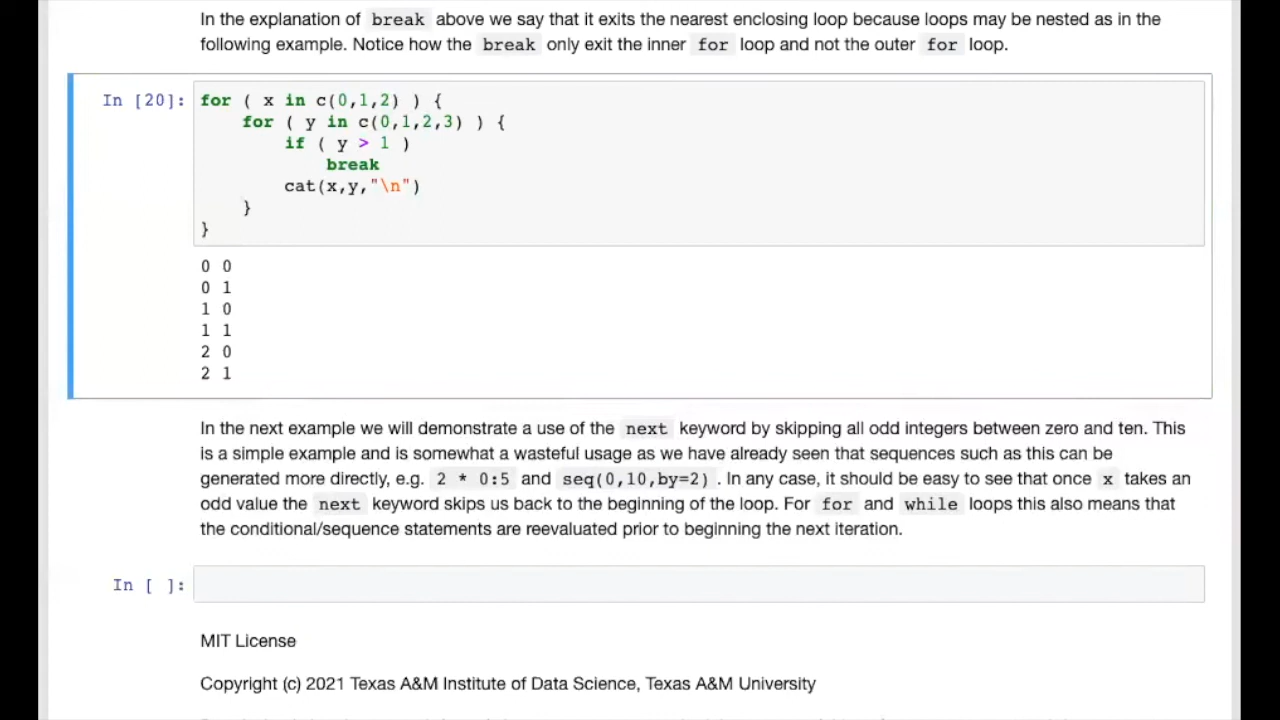 In the explanation of break above we say that it exits the nearest enclosing loop because loops may be nested as in the
following example. Notice how the break only exit the inner for loop and not the outer for loop.
In [20]: for ( x in c(0,1,2) ) {
    for ( y in c(0,1,2,3) ) {
        if ( y > 1 )
            break
        cat(x,y,"\n")
    }
}
0 0
0 1
1 0
1 1
2 0
2 1
In the next example we will demonstrate a use of the next keyword by skipping all odd integers between zero and ten. This
is a simple example and is somewhat a wasteful usage as we have already seen that sequences such as this can be
generated more directly, e.g. 2 * 0:5 and seq(0,10,by=2) . In any case, it should be easy to see that once x takes an
odd value the next keyword skips us back to the beginning of the loop. For for and while loops this also means that
the conditional/sequence statements are reevaluated prior to beginning the next iteration.
In [ ]:
MIT License
Copyright (c) 2021 Texas A&M Institute of Data Science, Texas A&M University